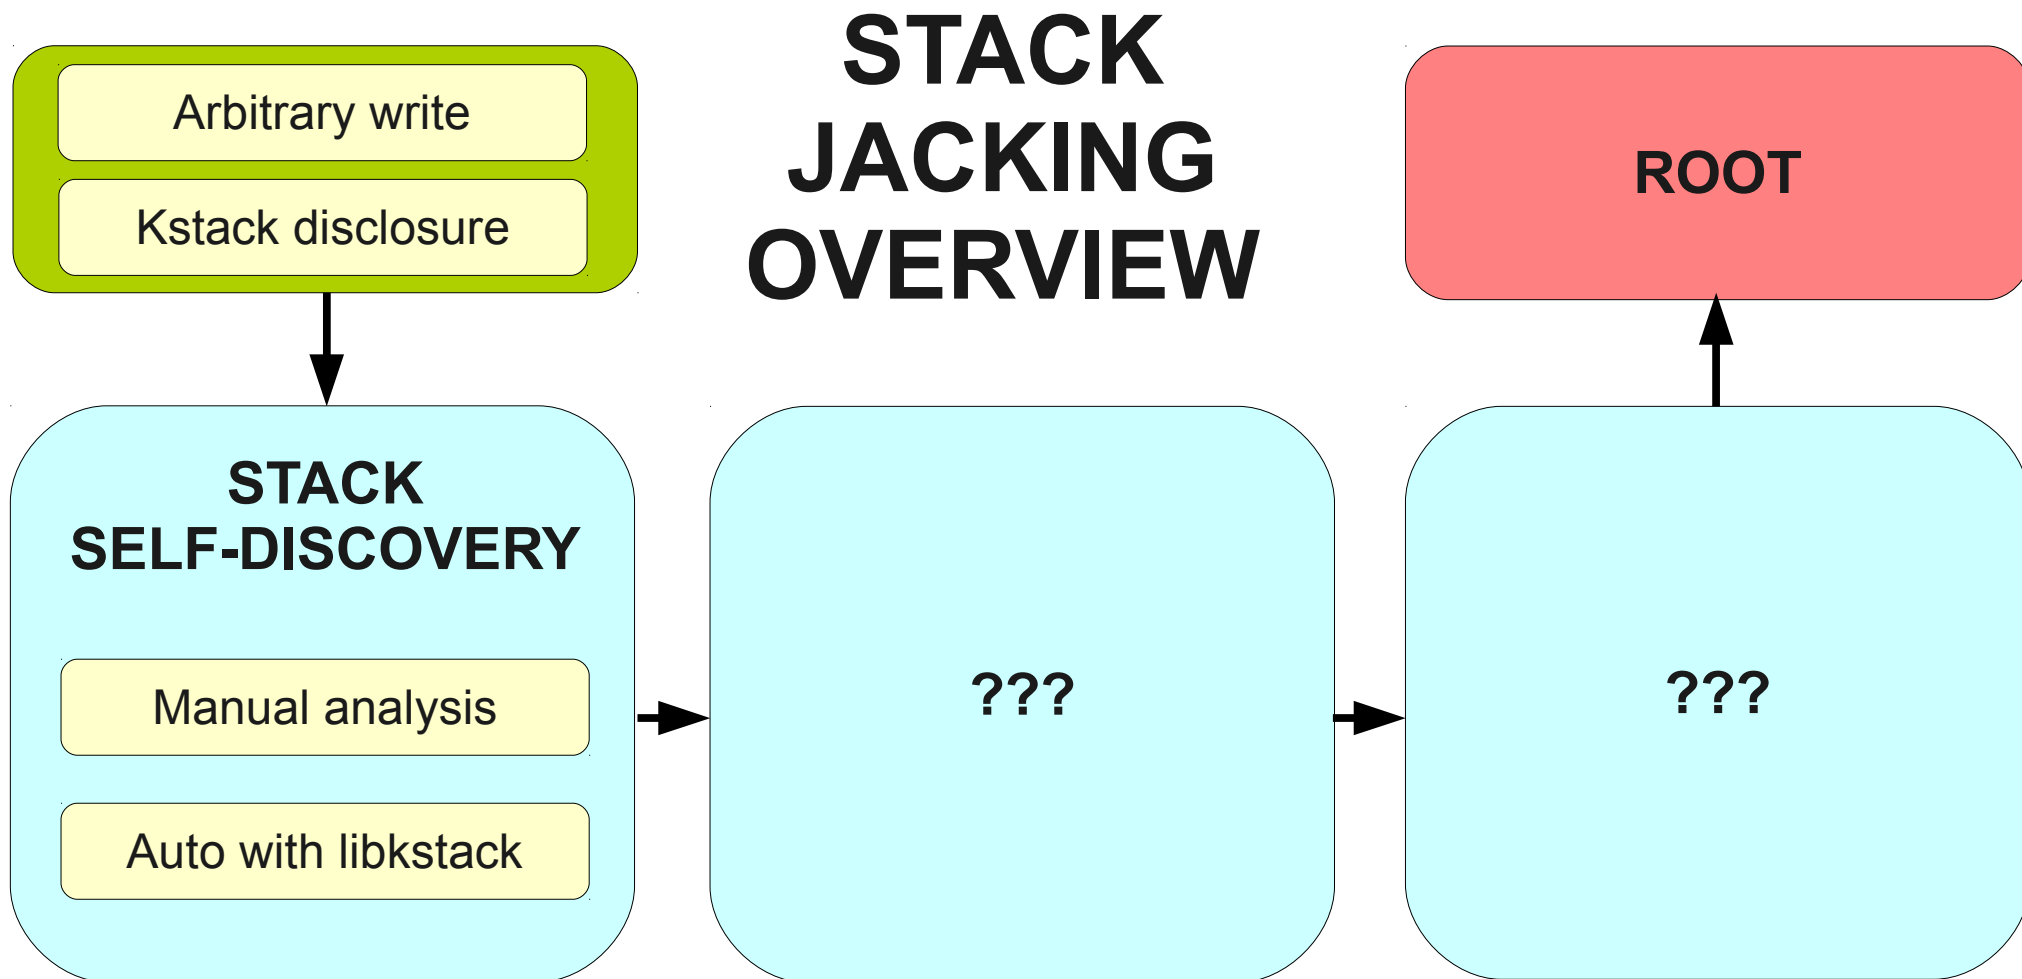 STACK
JACKING
OVERVIEW
Arbitrary write
Kstack disclosure
ROOT
STACK
SELF-DISCOVERY
Manual analysis
Auto with libkstack
???
???